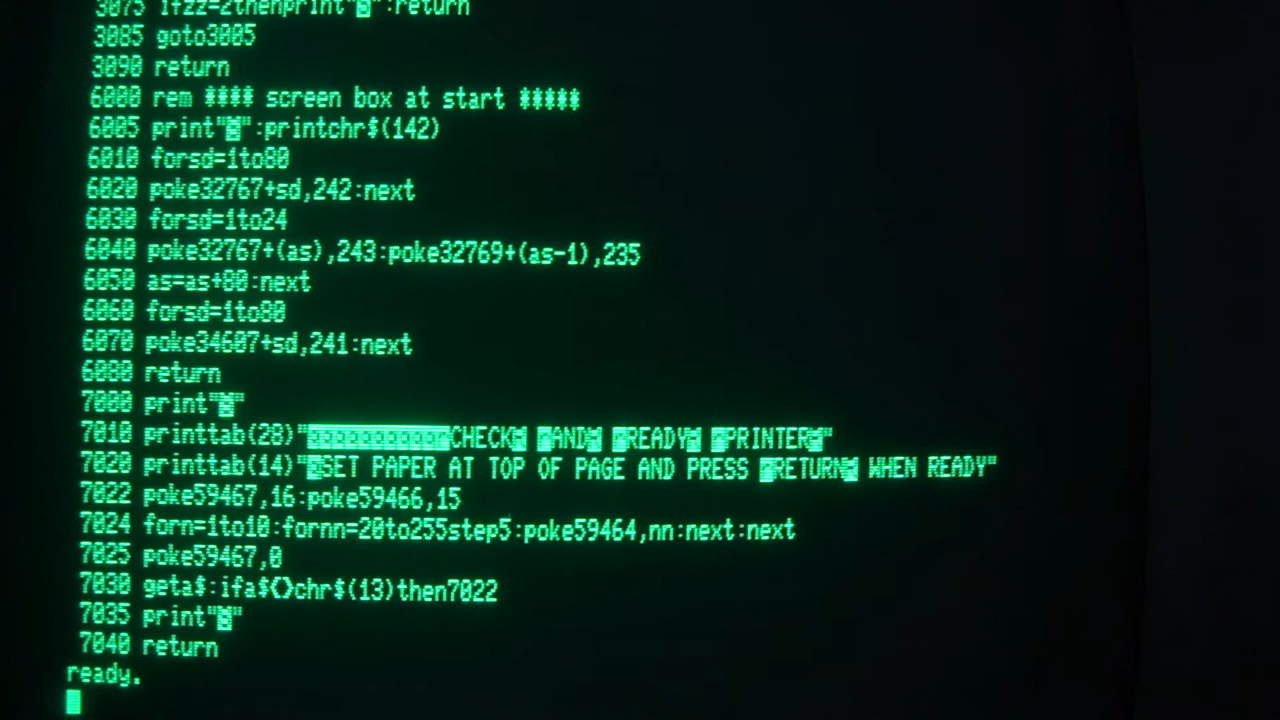 3075 ifzz=2thenprint"▒":return
3085 goto3005
3090 return
6000 rem #### screen box at start *****
6005 print"▒":printchr$(142)
6010 forsd=1to80
6020 poke32767+sd,242:next
6030 forsd=1to24
6040 poke32767+(as),243:poke32769+(as-1),235
6050 as=as+80:next
6060 forsd=1to80
6070 poke34607+sd,241:next
6080 return
7000 print"▒"
7010 printtab(28)"▒▒▒▒▒▒▒▒▒▒▒CHECK▒ ▒AND▒ ▒READY▒ ▒PRINTER▒"
7020 printtab(14)"▒SET PAPER AT TOP OF PAGE AND PRESS ▒RETURN▒ WHEN READY"
7022 poke59467,16:poke59466,15
7024 forn=1to10:fornn=20to255step5:poke59464,nn:next:next
7025 poke59467,0
7030 geta$:ifa$<>chr$(13)then7022
7035 print"▒"
7040 return
ready.